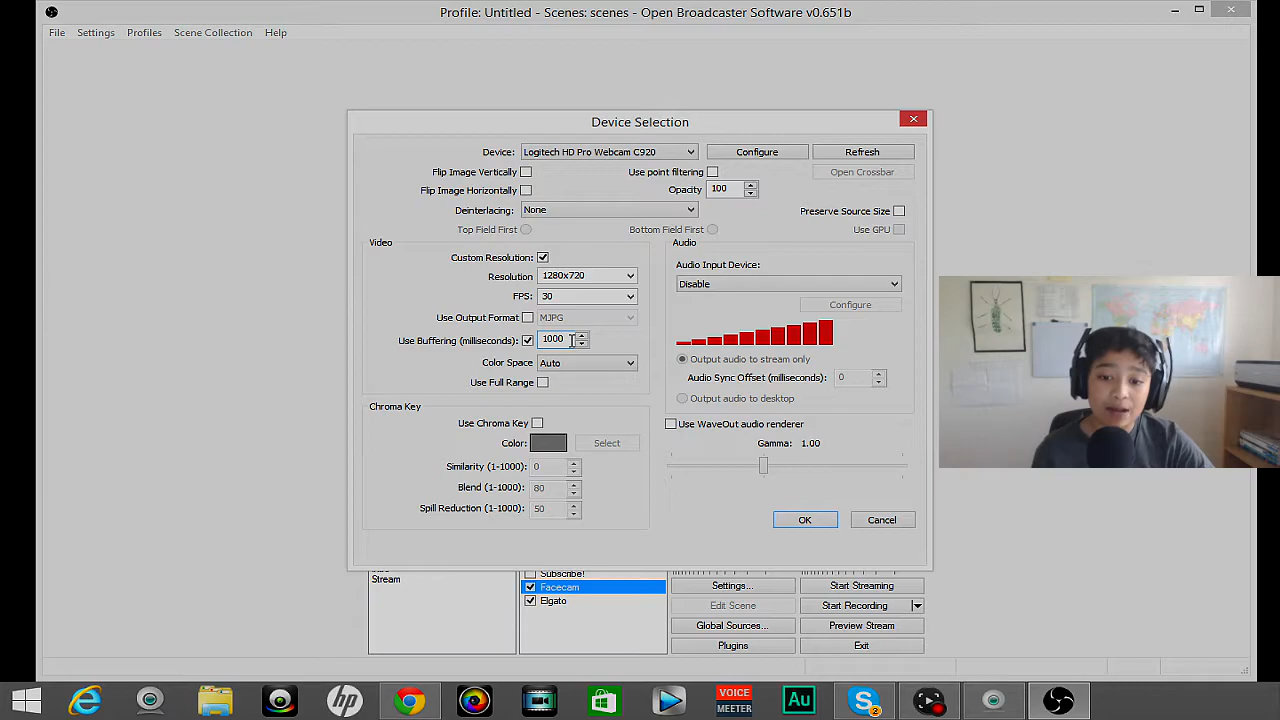 Profile: Untitled - Scenes: scenes - Open Broadcaster Software v0.651b
File Settings Profiles Scene Collection Help
Device Selection
Device: Logitech HD Pro Webcam C920 Configure Refresh
Flip Image Vertically Use point filtering Open Crossbar
Flip Image Horizontally Opacity 100
Deinterlacing: None Preserve Source Size
Top Field First Bottom Field First Use GPU
Video
Custom Resolution:
Resolution 1280x720
FPS: 30
Use Output Format MJPG
Use Buffering (milliseconds): 1000
Color Space Auto
Use Full Range
Audio
Audio Input Device:
Disable
Configure
Output audio to stream only
Audio Sync Offset (milliseconds): 0
Output audio to desktop
Chroma Key
Use Chroma Key
Color: Select
Similarity (1-1000) 0
Blend (1-1000) 80
Spill Reduction (1-1000) 50
Use WaveOut audio renderer
Gamma: 1.00
OK Cancel
Stream
Subscribe!
Facecam
Elgato
Settings... Start Streaming
Edit Scene Start Recording
Global Sources... Preview Stream
Plugins Exit
hp
VOICE
MEETER
Au
S
2